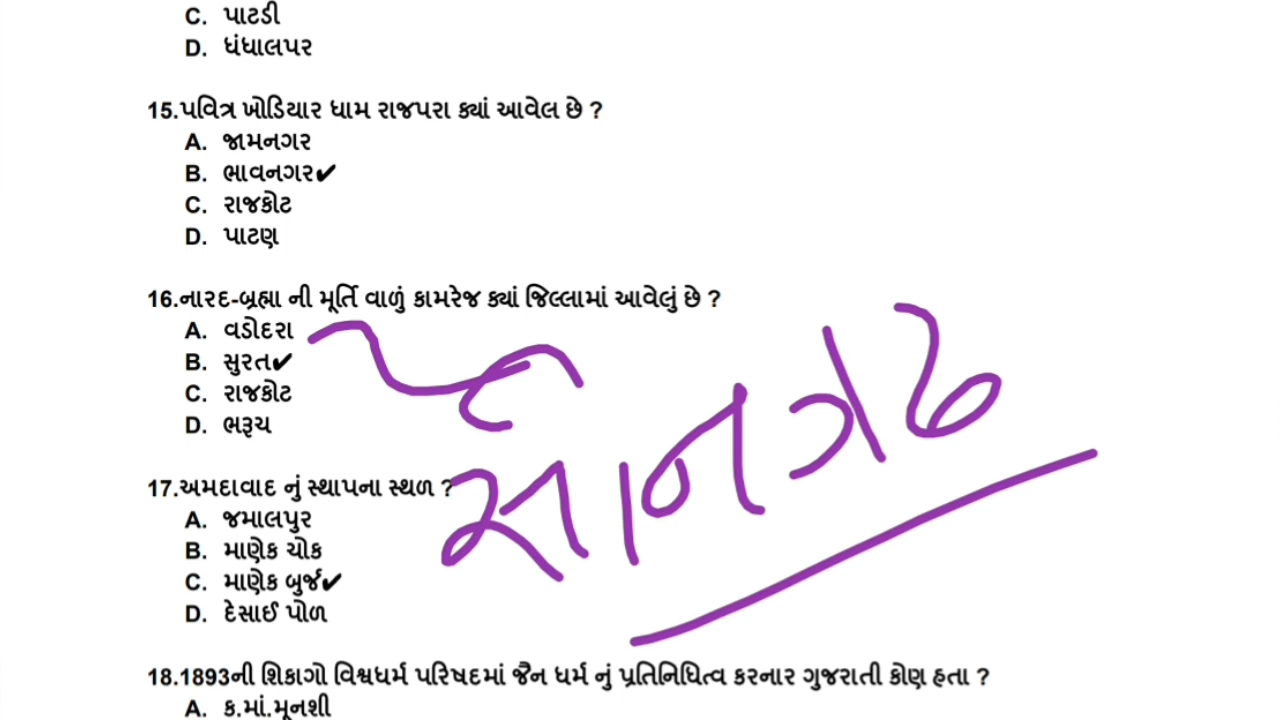 C. પાટડી
D. ધંધાલપર
15.પવિત્ર ખોડિયાર ધામ રાજપરા ક્યાં આવેલ છે ?
A. જામનગર
B. ભાવનગર✔
C. રાજકોટ
D. પાટણ
16.નારદ-બ્રહ્મા ની મૂર્તિ વાળું કામરેજ ક્યાં જિલ્લામાં આવેલું છે ?
A. વડોદરા
B. સુરત✔
C. રાજકોટ
D. ભરૂચ
સોનગઢ
17.અમદાવાદ નું સ્થાપના સ્થળ ?
A. જમાલપુર
B. માણેક ચોક
C. માણેક બુર્જ✔
D. દેસાઈ પોળ
18.1893ની શિકાગો વિશ્વધર્મ પરિષદમાં જૈન ધર્મ નું પ્રતિનિધિત્વ કરનાર ગુજરાતી કોણ હતા ?
A. ક.માં.મૂનશી